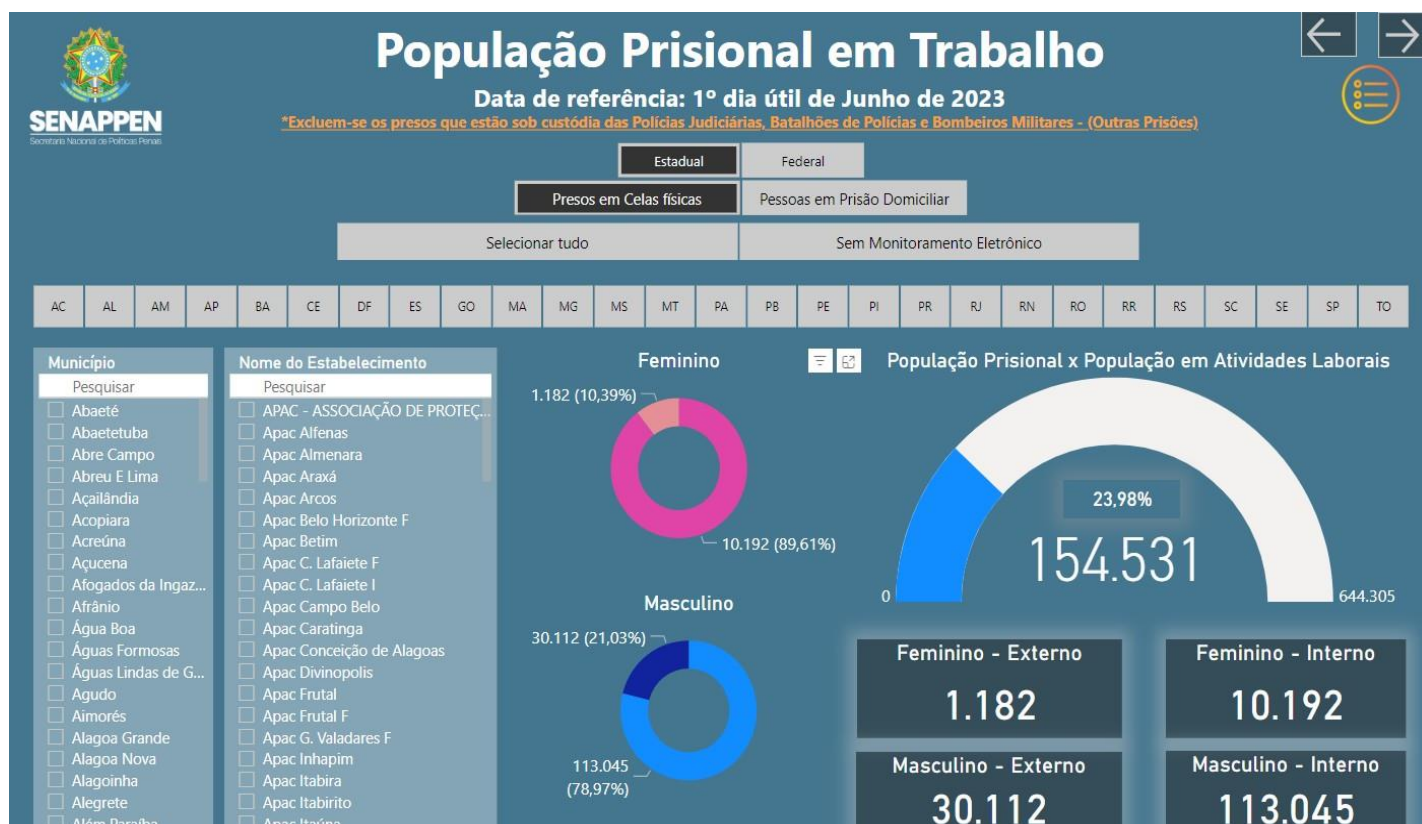 População Prisional em Trabalho
Data de referência: 1º dia útil de Junho de 2023
*Excluem-se os presos que estão sob custódia das Polícias Judiciárias, Batalhões de Polícias e Bombeiros Militares - (Outras Prisões)
SENAPPEN
Secretaria Nacional de Políticas Penais
Estadual
Federal
Presos em Celas físicas
Pessoas em Prisão Domiciliar
Selecionar tudo
Sem Monitoramento Eletrônico
AC AL AM AP BA CE DF ES GO MA MG MS MT PA PB PE PI PR RJ RN RO RR RS SC SE SP TO
Município
Pesquisar
Abaeté
Abaetetuba
Abre Campo
Abreu E Lima
Açailândia
Acopiara
Acreúna
Açucena
Afogados da Ingaz...
Afrânio
Água Boa
Águas Formosas
Águas Lindas de G...
Agudo
Aimorés
Alagoa Grande
Alagoa Nova
Alagoinha
Alegrete
Além Paraíba
Nome do Estabelecimento
Pesquisar
APAC - ASSOCIAÇÃO DE PROTEÇ...
Apac Alfenas
Apac Almenara
Apac Araxá
Apac Arcos
Apac Belo Horizonte F
Apac Betim
Apac C. Lafaiete F
Apac C. Lafaiete I
Apac Campo Belo
Apac Caratinga
Apac Conceição de Alagoas
Apac Divinopolis
Apac Frutal
Apac Frutal F
Apac G. Valadares F
Apac Inhapim
Apac Itabira
Apac Itabirito
Apac Itaúna
Feminino
1.182 (10,39%)
10.192 (89,61%)
Masculino
30.112 (21,03%)
113.045
(78,97%)
População Prisional x População em Atividades Laborais
23,98%
154.531
0
644.305
Feminino - Externo
1.182
Feminino - Interno
10.192
Masculino - Externo
30.112
Masculino - Interno
113.045